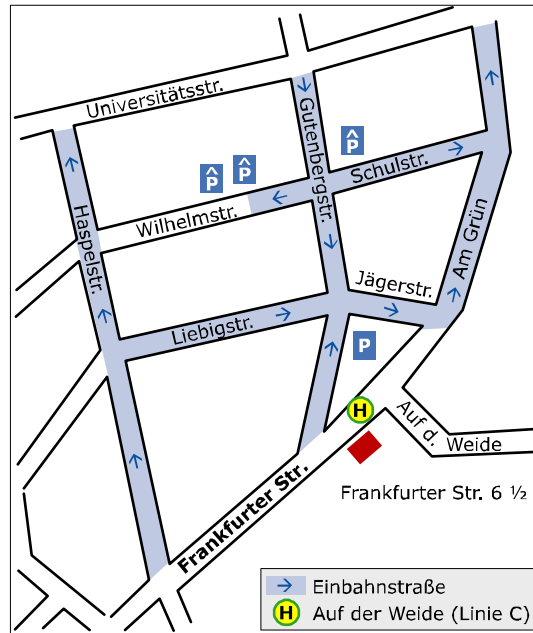 Universitätsstr.
Gutenbergstr.
P
P
P
Schulstr.
Wilhelmstr.
Haspelstr.
Am Grün
Jägerstr.
Liebigstr.
P
H
Auf d.
Weide
Frankfurter Str.
Frankfurter Str. 6 ½
Einbahnstraße
H Auf der Weide (Linie C)